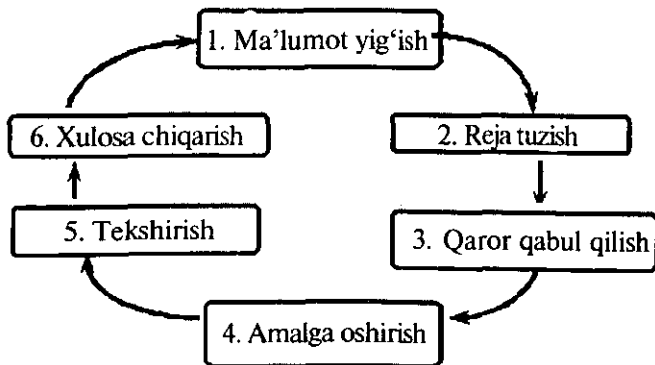 1. Ma’lumot yig‘ish
2. Reja tuzish
3. Qaror qabul qilish
4. Amalga oshirish
5. Tekshirish
6. Xulosa chiqarish